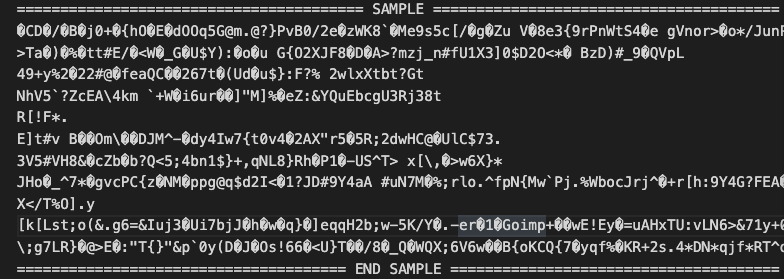 ==================================== SAMPLE ====================================
�CD�/�B�j0+�{hO�E�dOOq5G@m.@?}PvB0/2e�zWK8`�Me9s5c[/�g�Zu V�8e3{9rPnWtS4�e gVnor>�o*/JunF
>Ta�)�%�tt#E/�<W�_G�U$Y):�o�u G{O2XJF8�D�A>?mzj_n#fU1X3]0$D2O<*� BzD)#_9�QVpL
49+y%2�22#@�feaQC��267t�(Ud�u$}:F?% 2wlxXtbt?Gt
NhV5`?ZcEA\4km `+W�i6ur��]"M]%�eZ:&YQuEbcgU3Rj38t
R[!F*.
E]t#v B��Om\��DJM^-�dy4Iw7{t0v4�2AX"r5�5R;2dwHC@�UlC$73.
3V5#VH8&�cZb�b?Q<5;4bn1$}+,qNL8}Rh�P1�-US^T> x[\,�>w6X}*
JHo�_^7*�gvcPC{z�NM�ppg@q$d2I<�1?JD#9Y4aA #uN7M�%;rlo.^fpN{Mw`Pj.%WbocJrj^�+r[h:9Y4G?FEA�
X</T%O].y
[k[Lst;o(&.g6=&Iuj3�Ui7bjJ�h�w�q}�]eqqH2b;w-5K/Y�.-er�1�Goimp+��wE!Ey�=uAHxTU:vLN6>&71y+0
\;g7LR}�@>E�:"T{}"&p`0y(D�J�Os!66�<U}T��/8�_Q�WQX;6V6w��B{oKCQ{7�yqf%�KR+2s.4*DN*qjf*RT^o
================================== END SAMPLE ==================================